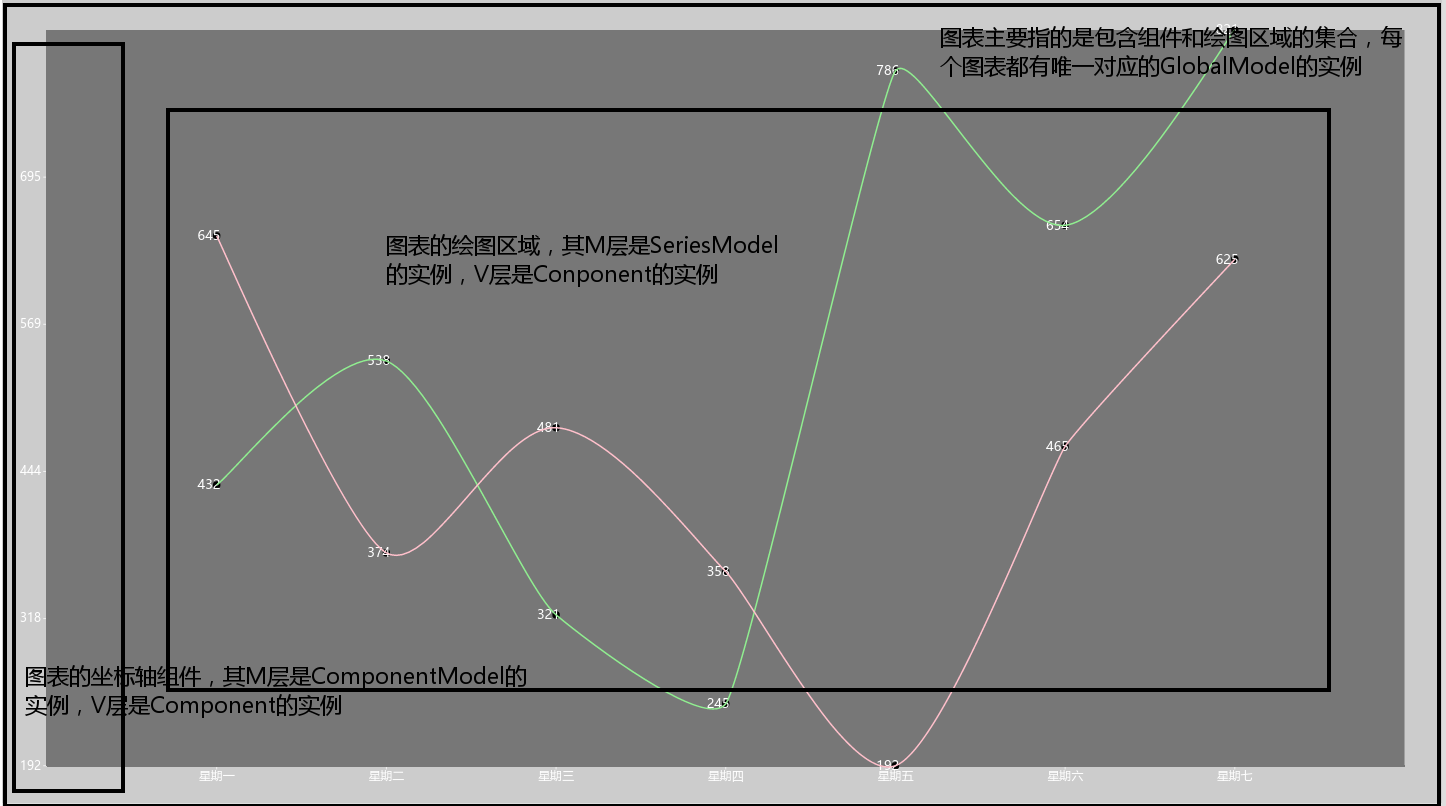 图表主要指的是包含组件和绘图区域的集合，每
个图表都有唯一对应的GlobalModel的实例
786
695
654
645
图表的绘图区域，其M层是SeriesModel
的实例，V层是Conponent的实例
625
569
538
481
444
465
432
374
358
318
321
图表的坐标轴组件，其M层是ComponentModel的
实例，V层是Component的实例
245
192
192
星期一 星期二 星期三 星期四 星期五 星期六 星期七